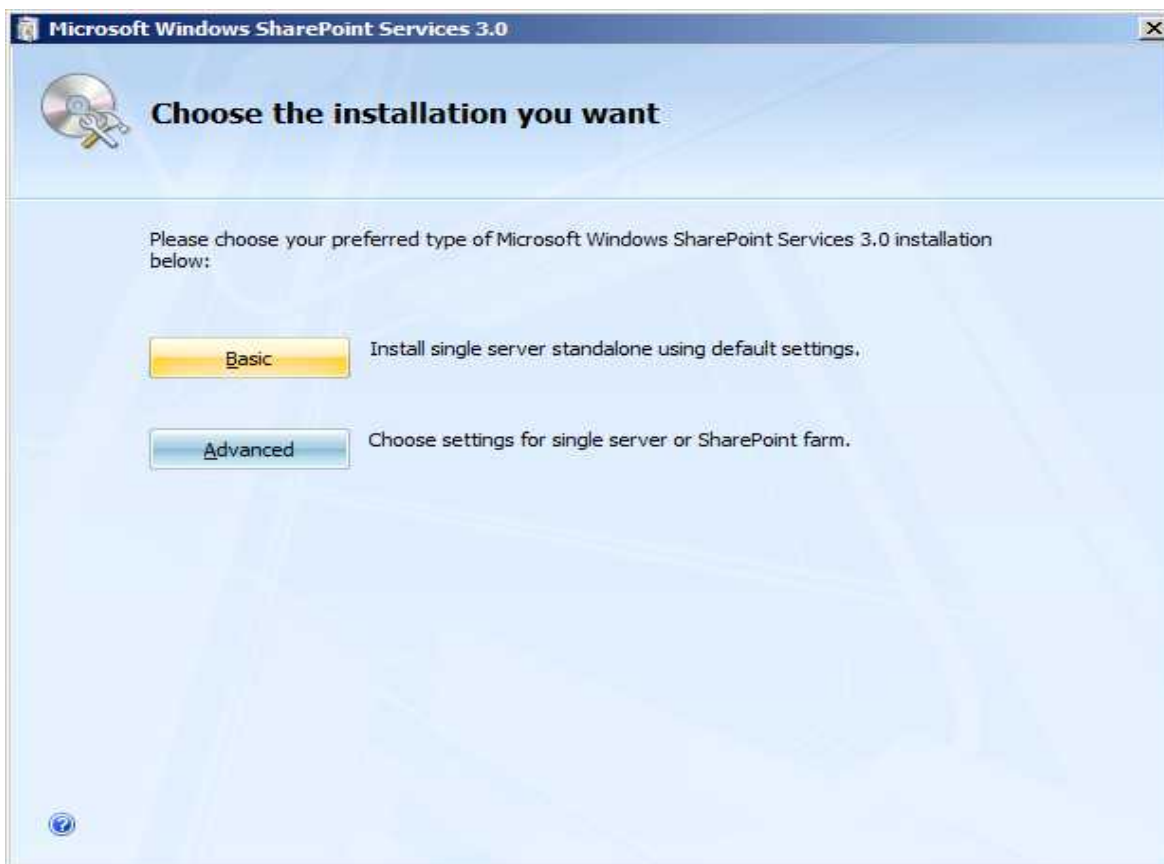 Microsoft Windows SharePoint Services 3.0
Choose the installation you want
Please choose your preferred type of Microsoft Windows SharePoint Services 3.0 installation
below:
Basic
Install single server standalone using default settings.
Advanced
Choose settings for single server or SharePoint farm.